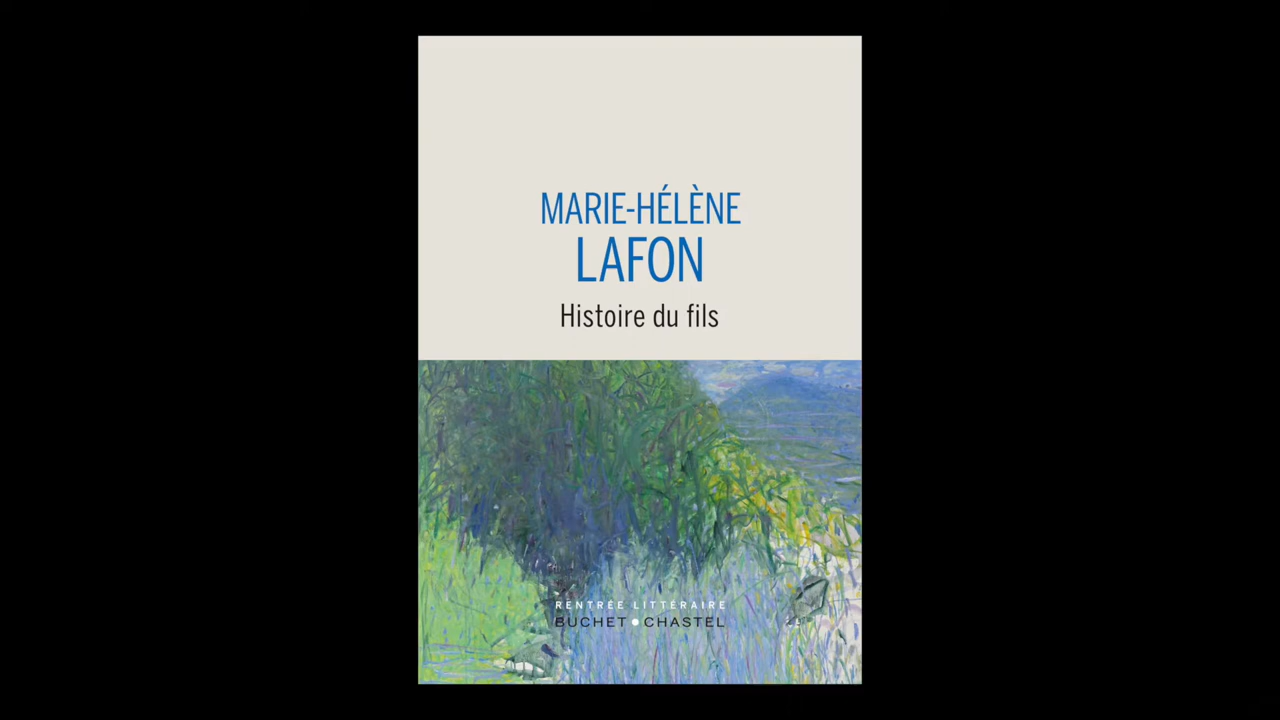 MARIE-HÉLÈNE
LAFON
Histoire du fils
RENTRÉE LITTÉRAIRE
BUCHET•CHASTEL